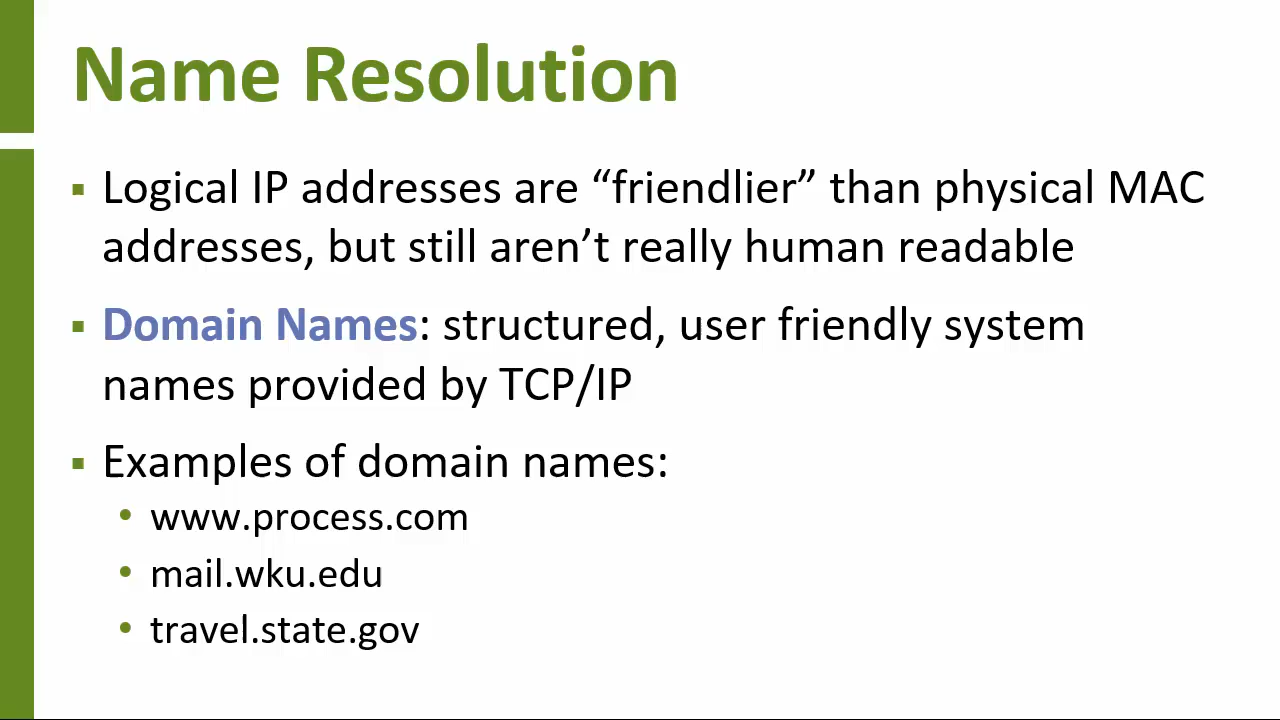 Name Resolution
▪ Logical IP addresses are “friendlier” than physical MAC
addresses, but still aren’t really human readable
▪ Domain Names: structured, user friendly system
names provided by TCP/IP
▪ Examples of domain names:
• www.process.com
• mail.wku.edu
• travel.state.gov